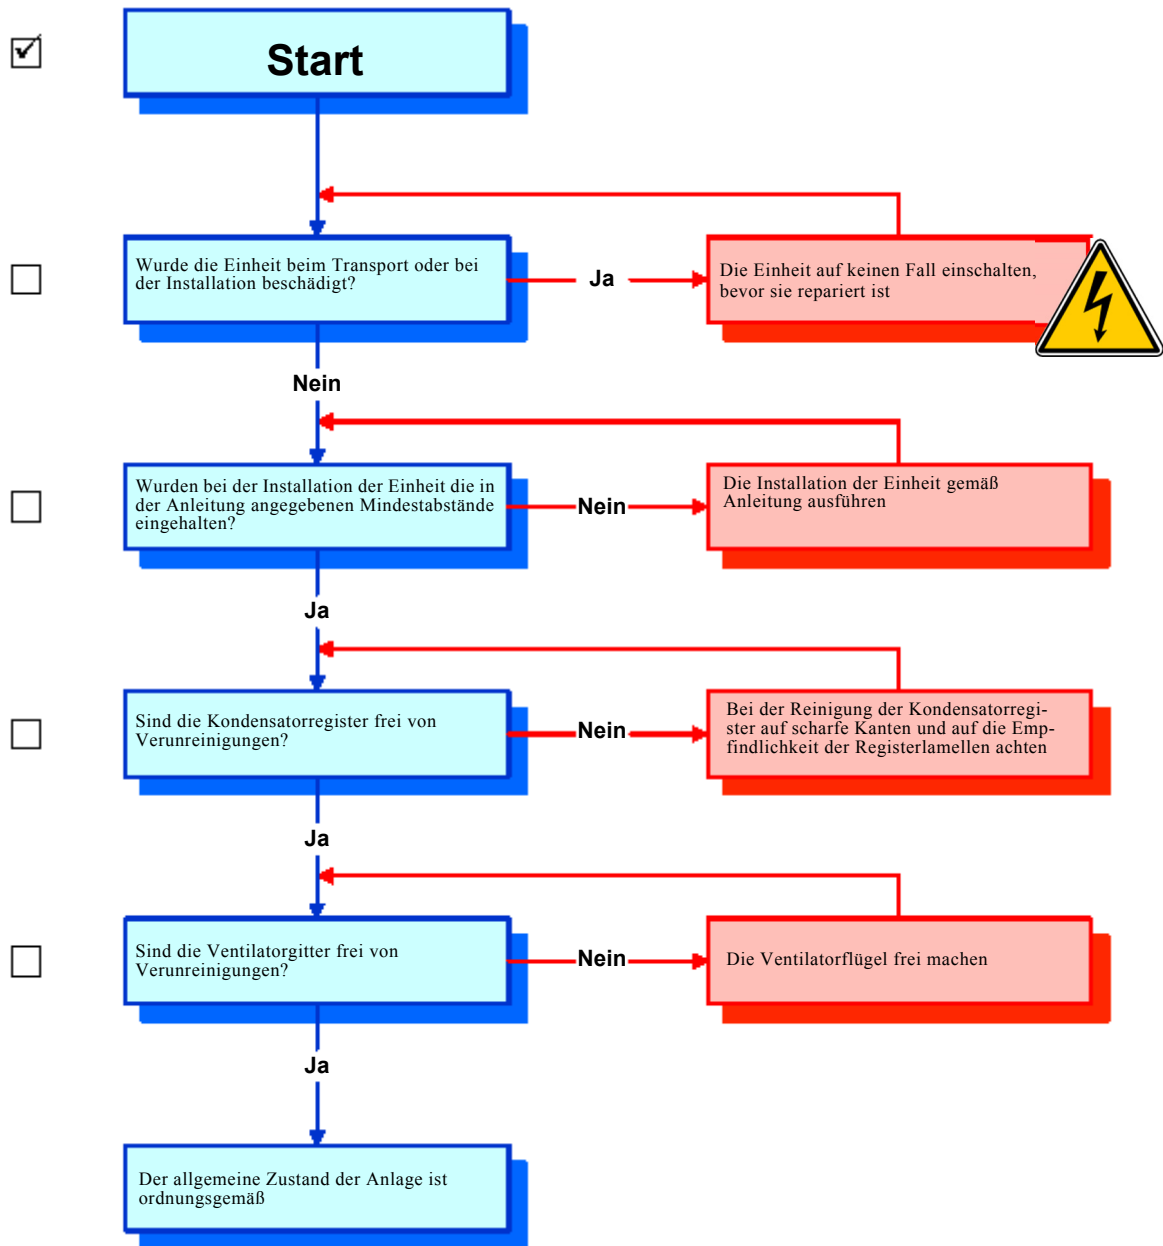 Start
Wurde die Einheit beim Transport oder bei
der Installation beschädigt?
Ja
Die Einheit auf keinen Fall einschalten,
bevor sie repariert ist
Nein
Wurden bei der Installation der Einheit die in
der Anleitung angegebenen Mindestabstände
eingehalten?
Nein
Die Installation der Einheit gemäß
Anleitung ausführen
Ja
Sind die Kondensatorregister frei von
Verunreinigungen?
Nein
Bei der Reinigung der Kondensatorregi-
ster auf scharfe Kanten und auf die Emp-
findlichkeit der Registerlamellen achten
Ja
Sind die Ventilatorgitter frei von
Verunreinigungen?
Nein
Die Ventilatorflügel frei machen
Ja
Der allgemeine Zustand der Anlage ist
ordnungsgemäß